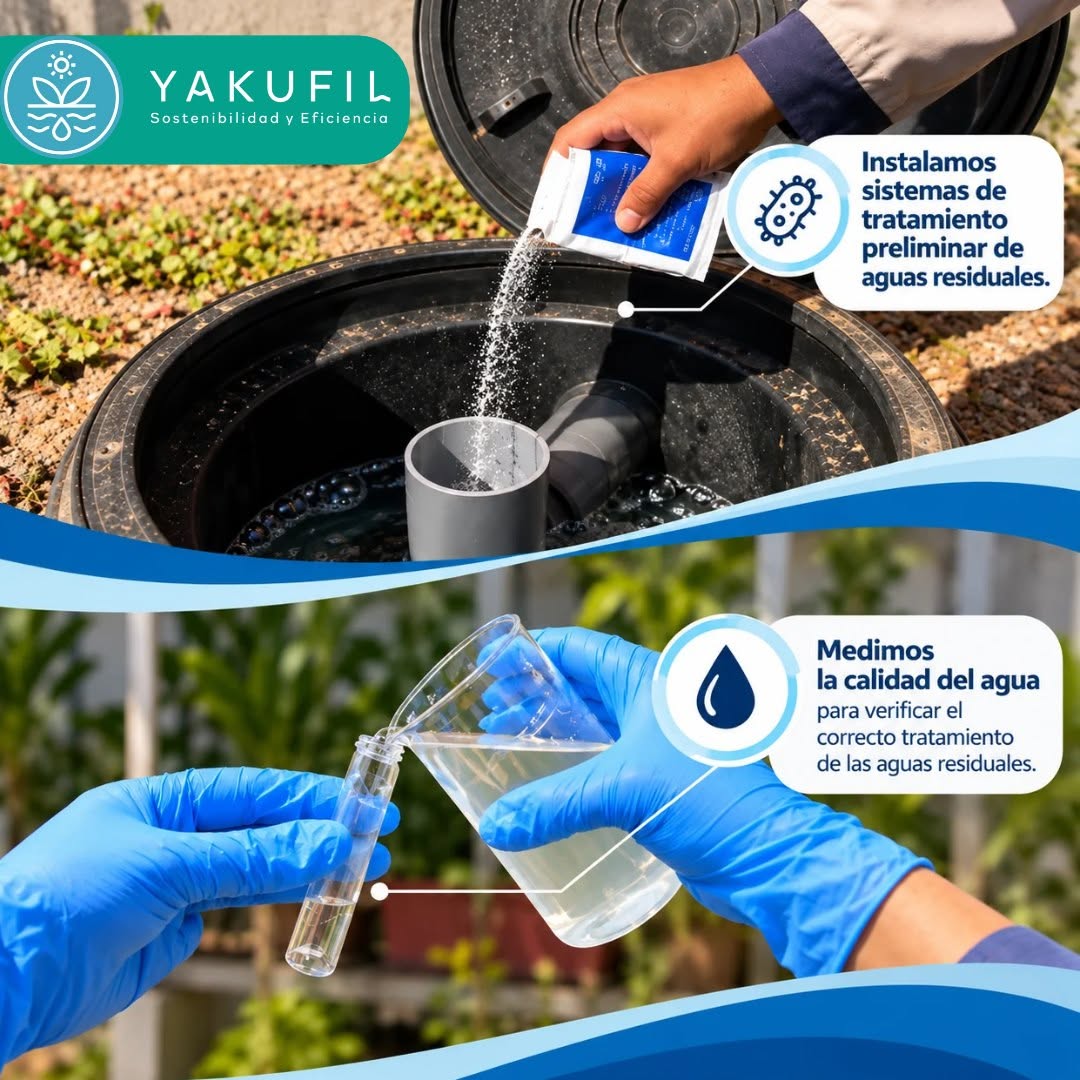 YAKUFIL
Sostenibilidad y Eficiencia
Instalamos
sistemas de
tratamiento
preliminar de
aguas residuales.
Medimos
la calidad del agua
para verificar el
correcto tratamiento
de las aguas residuales.